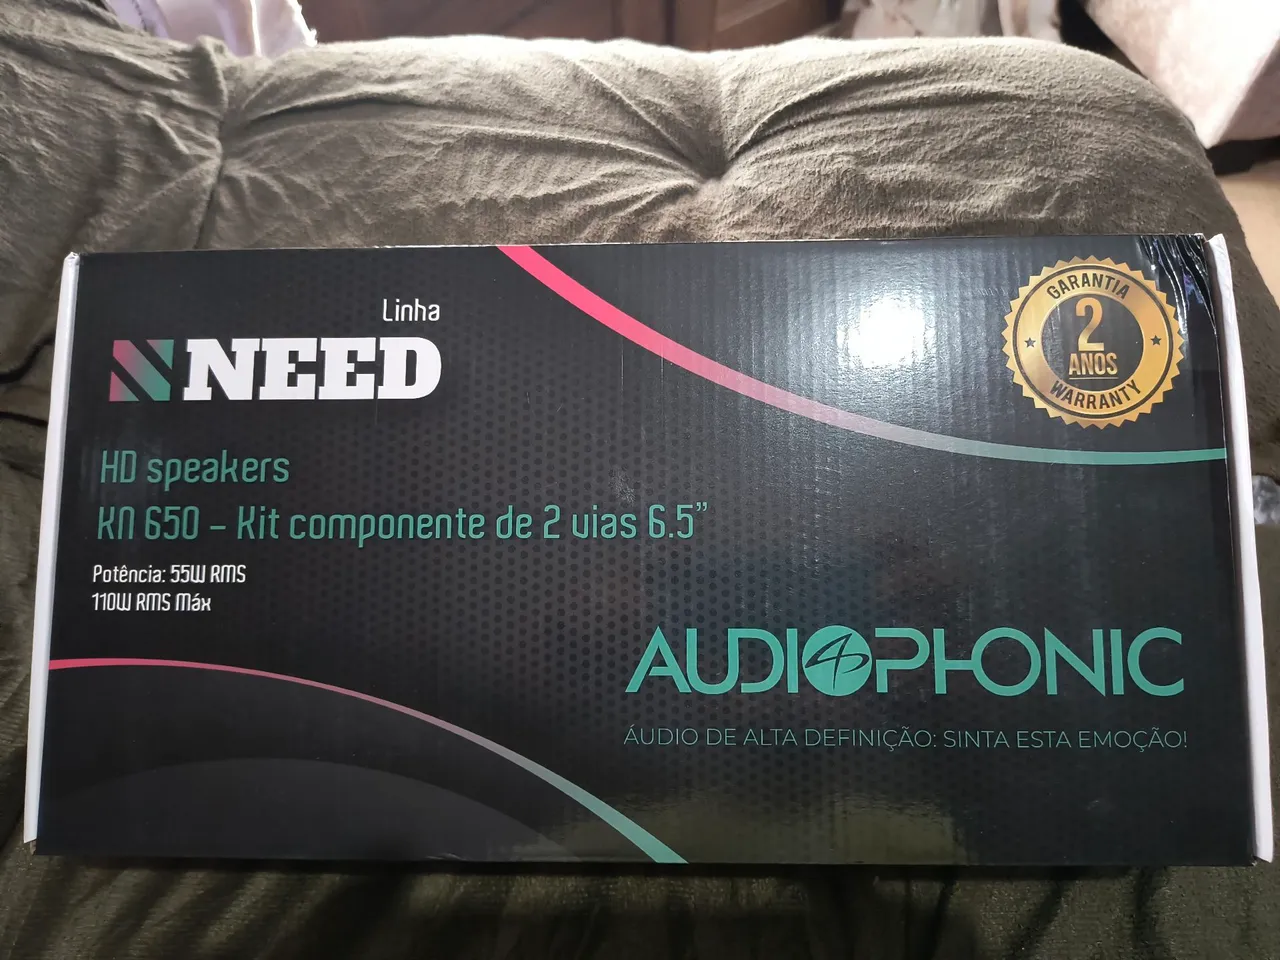 Linha
NEED
HD speakers
KN 650 – Kit componente de 2 vias 6.5”
Potência: 55W RMS
110W RMS Máx
GARANTIA
2
ANOS
WARRANTY
AUDIOPHONIC
ÁUDIO DE ALTA DEFINIÇÃO: SINTA ESTA EMOÇÃO!